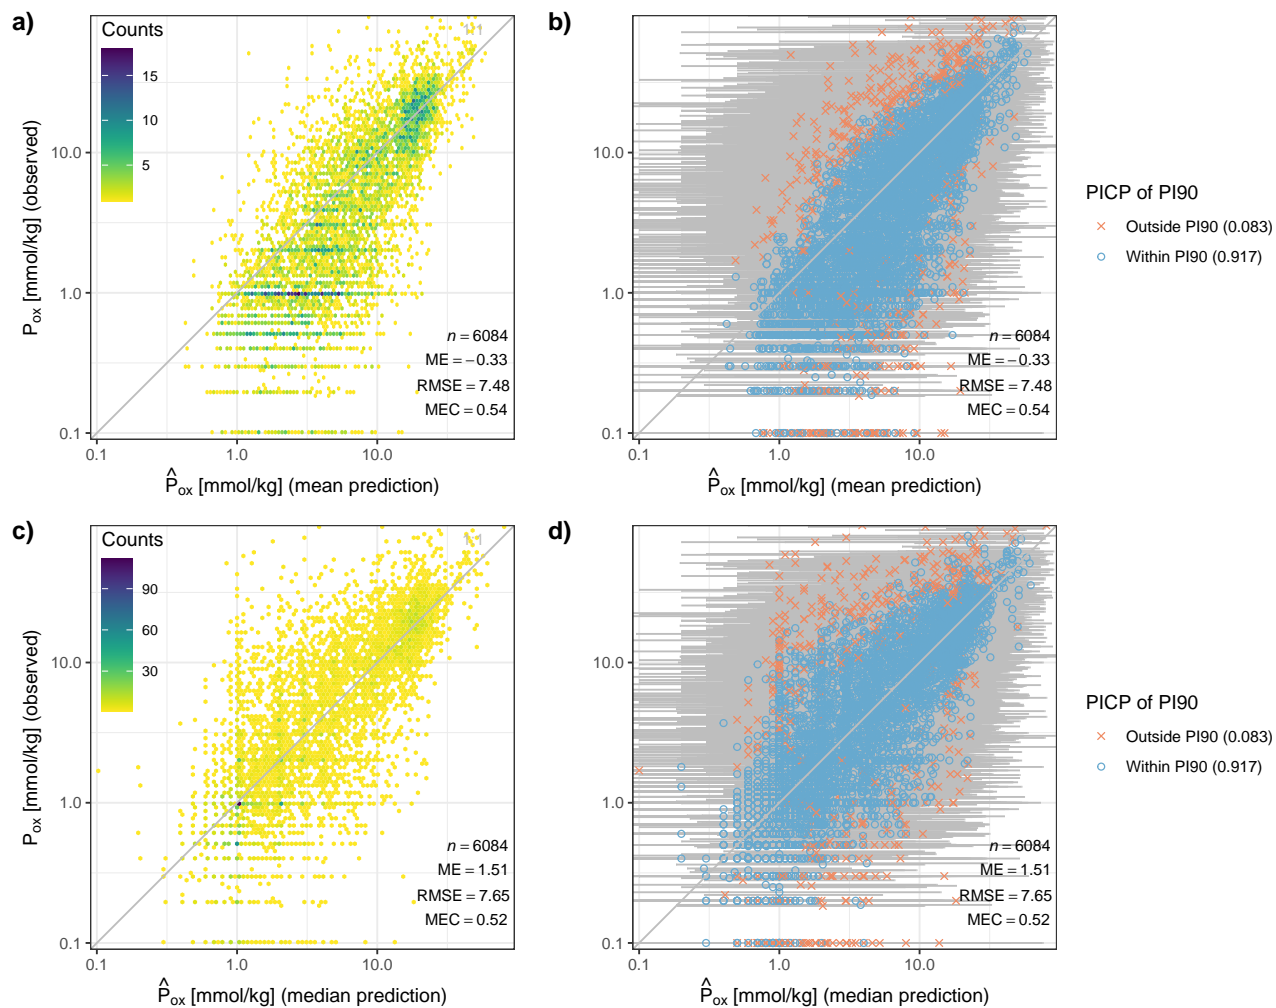 a)
Counts
15
10
5
1:1
10.0
1.0
0.1
P_ox [mmol/kg] (observed)
n = 6084
ME = −0.33
RMSE = 7.48
MEC = 0.54
0.1 1.0 10.0
P̂_ox [mmol/kg] (mean prediction)
b)
10.0
1.0
0.1
n = 6084
ME = −0.33
RMSE = 7.48
MEC = 0.54
0.1 1.0 10.0
P̂_ox [mmol/kg] (mean prediction)
PICP of PI90
Outside PI90 (0.083)
Within PI90 (0.917)
c)
Counts
90
60
30
1:1
10.0
1.0
0.1
P_ox [mmol/kg] (observed)
n = 6084
ME = 1.51
RMSE = 7.65
MEC = 0.52
0.1 1.0 10.0
P̂_ox [mmol/kg] (median prediction)
d)
10.0
1.0
0.1
n = 6084
ME = 1.51
RMSE = 7.65
MEC = 0.52
0.1 1.0 10.0
P̂_ox [mmol/kg] (median prediction)
PICP of PI90
Outside PI90 (0.083)
Within PI90 (0.917)